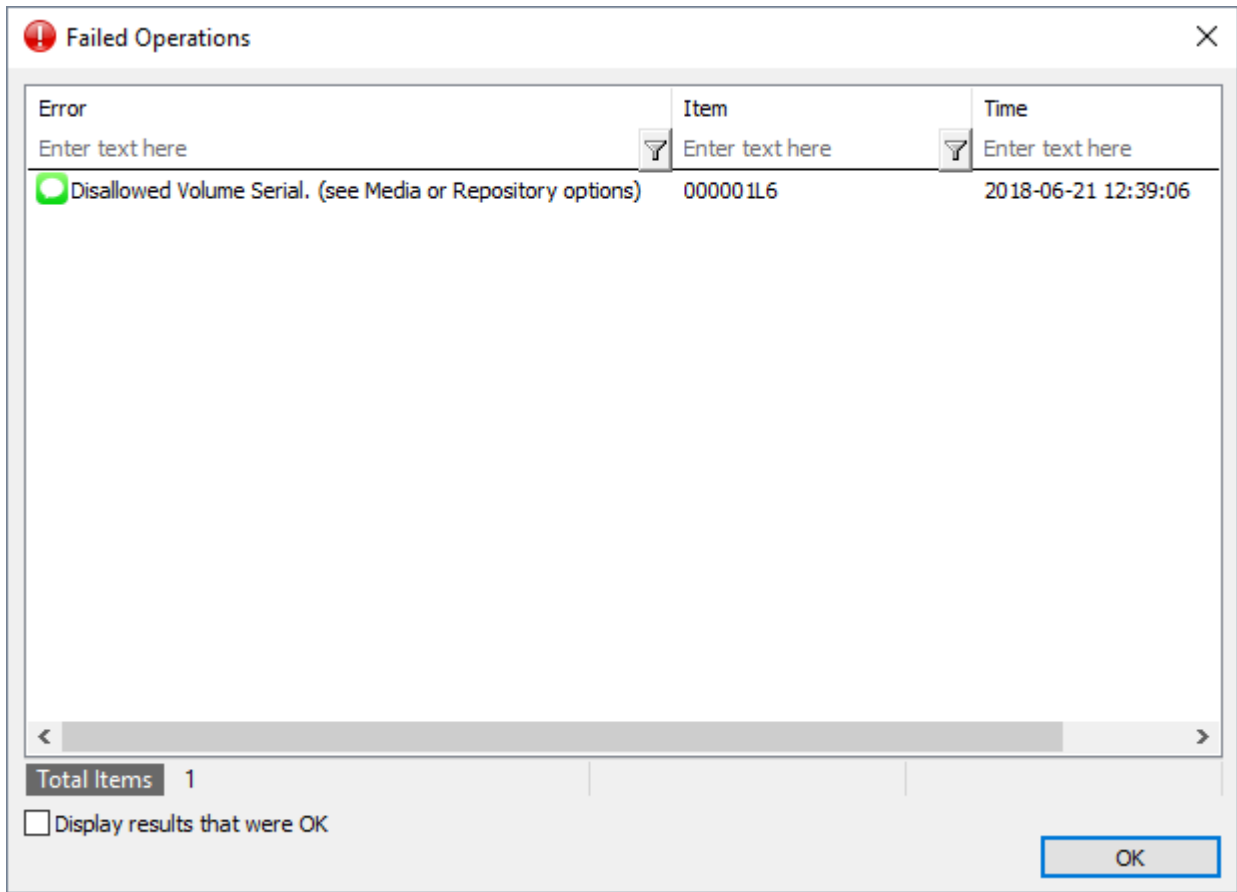 Failed Operations
Error Item Time
Enter text here Enter text here Enter text here
Disallowed Volume Serial. (see Media or Repository options) 000001L6 2018-06-21 12:39:06
Total Items 1
Display results that were OK
OK